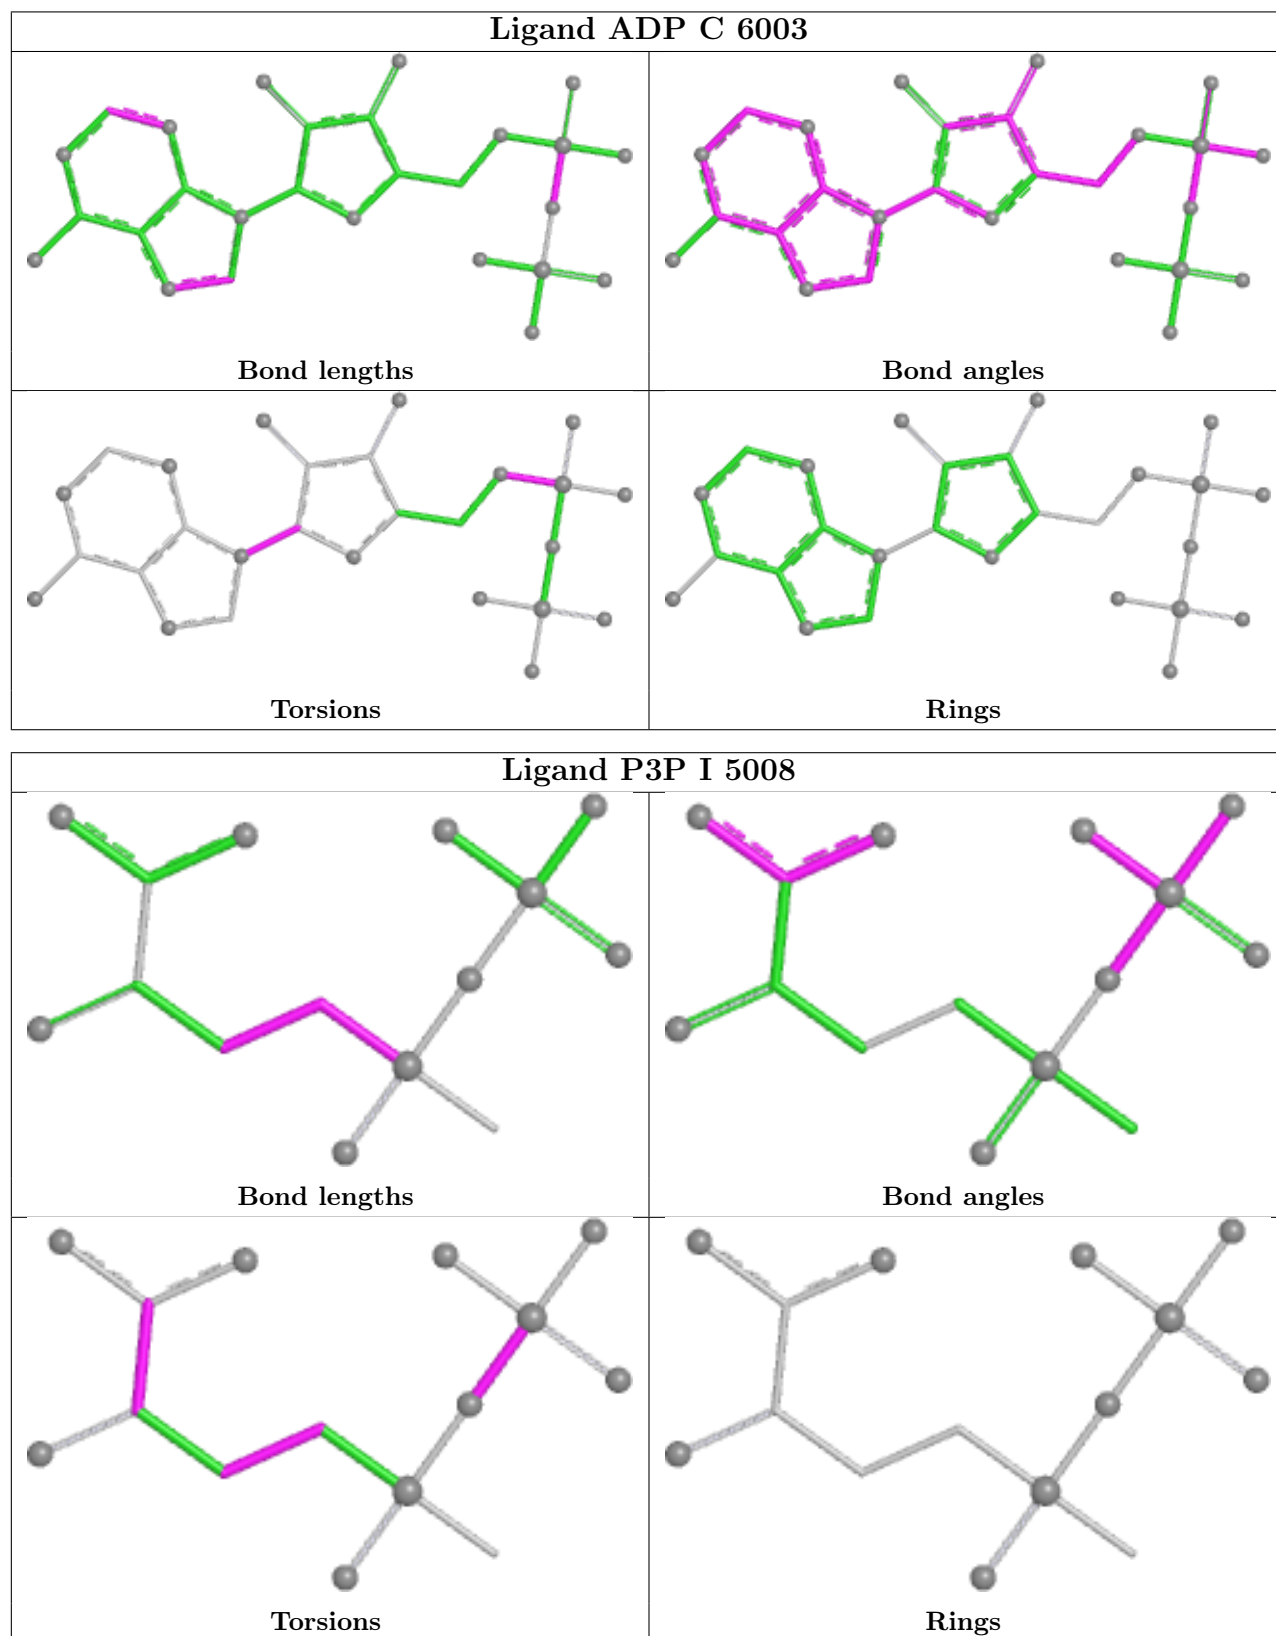 Ligand ADP C 6003
Bond lengths
Bond angles
Torsions
Rings
Ligand P3P I 5008
Bond lengths
Bond angles
Torsions
Rings